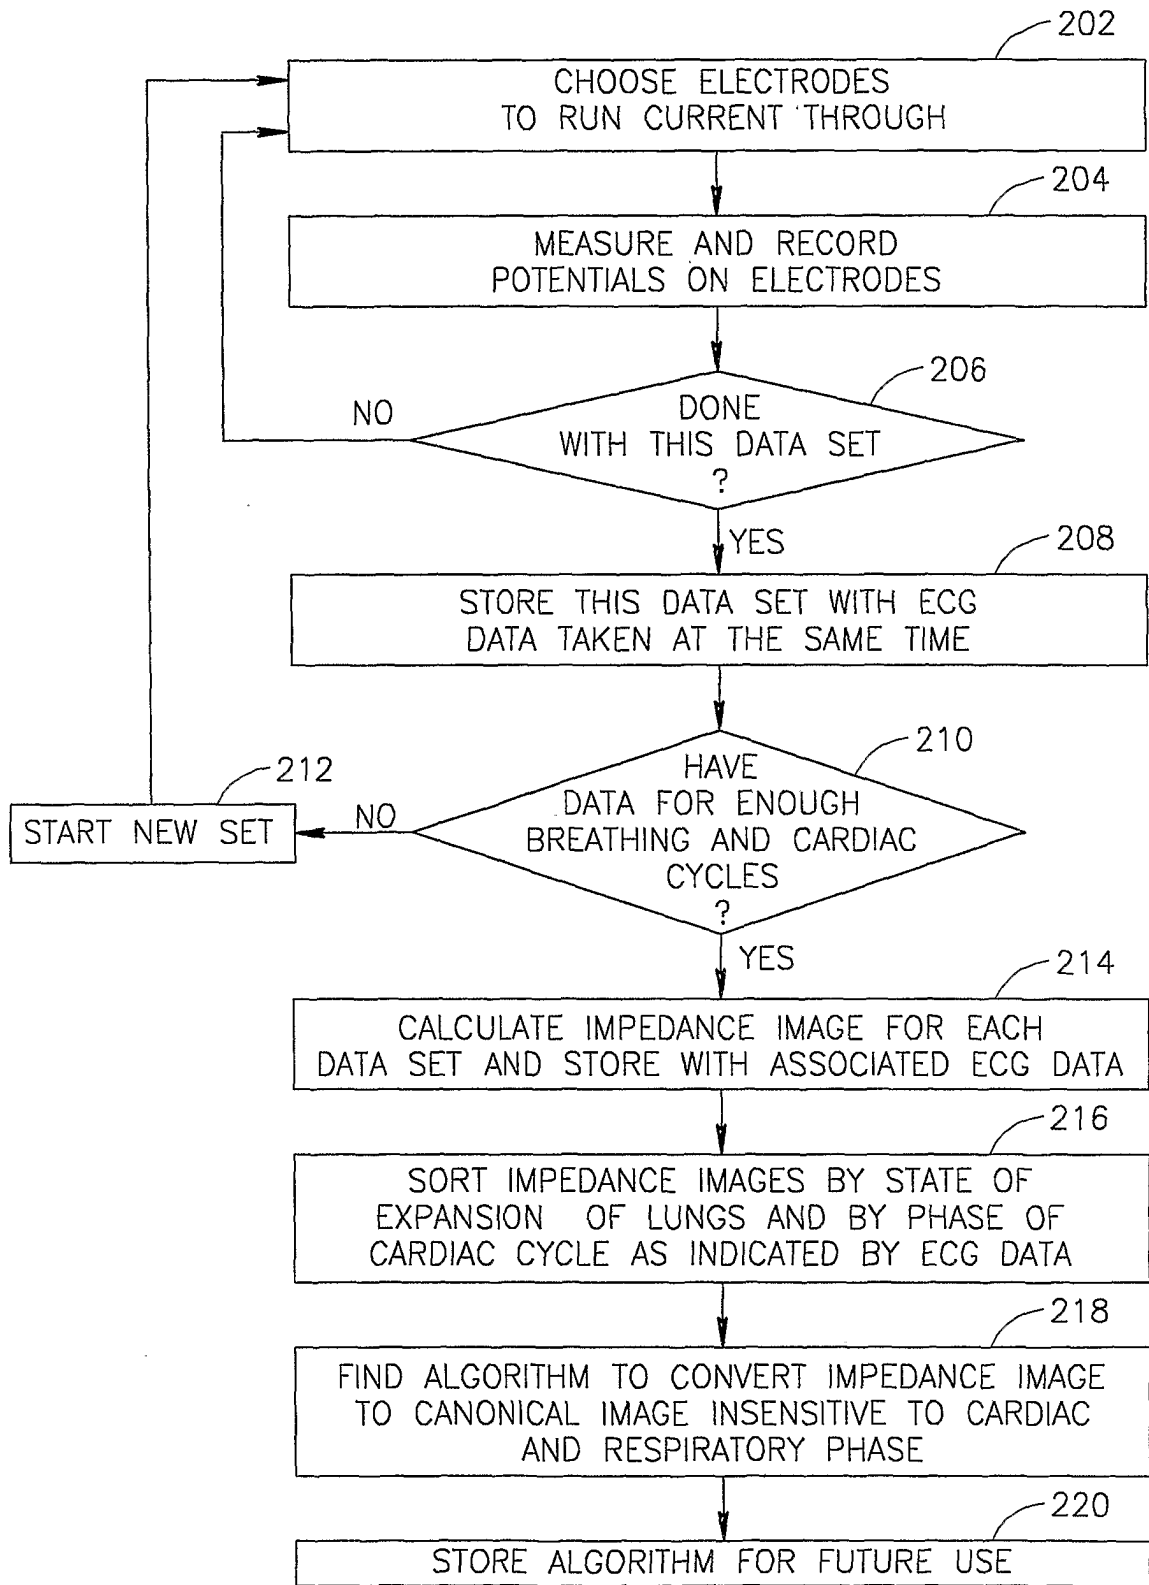 202
CHOOSE ELECTRODES
TO RUN CURRENT THROUGH
204
MEASURE AND RECORD
POTENTIALS ON ELECTRODES
206
DONE
WITH THIS DATA SET
?
NO
YES
208
STORE THIS DATA SET WITH ECG
DATA TAKEN AT THE SAME TIME
210
HAVE
DATA FOR ENOUGH
BREATHING AND CARDIAC
CYCLES
?
NO
212
START NEW SET
YES
214
CALCULATE IMPEDANCE IMAGE FOR EACH
DATA SET AND STORE WITH ASSOCIATED ECG DATA
216
SORT IMPEDANCE IMAGES BY STATE OF
EXPANSION OF LUNGS AND BY PHASE OF
CARDIAC CYCLE AS INDICATED BY ECG DATA
218
FIND ALGORITHM TO CONVERT IMPEDANCE IMAGE
TO CANONICAL IMAGE INSENSITIVE TO CARDIAC
AND RESPIRATORY PHASE
220
STORE ALGORITHM FOR FUTURE USE